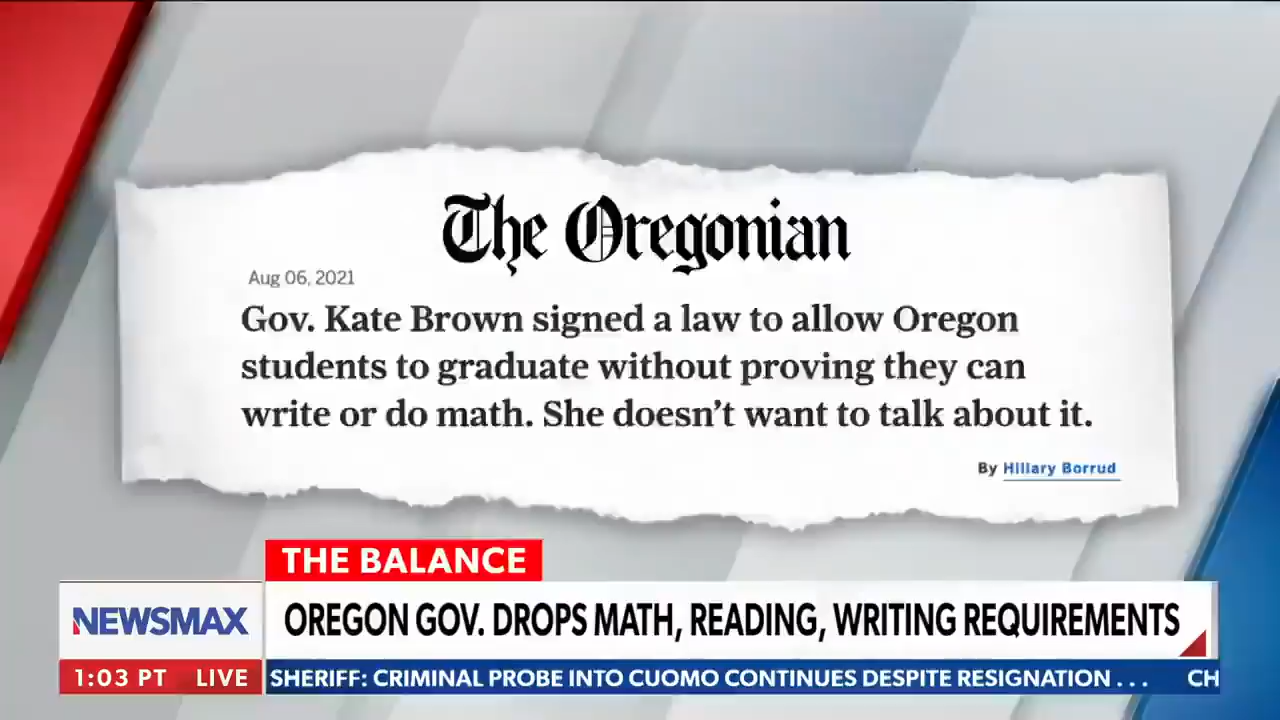 The Oregonian
Aug 06, 2021
Gov. Kate Brown signed a law to allow Oregon
students to graduate without proving they can
write or do math. She doesn't want to talk about it.
By Hillary Borrud
THE BALANCE
NEWSMAX
OREGON GOV. DROPS MATH, READING, WRITING REQUIREMENTS
1:03 PT LIVE
SHERIFF: CRIMINAL PROBE INTO CUOMO CONTINUES DESPITE RESIGNATION . . . CH